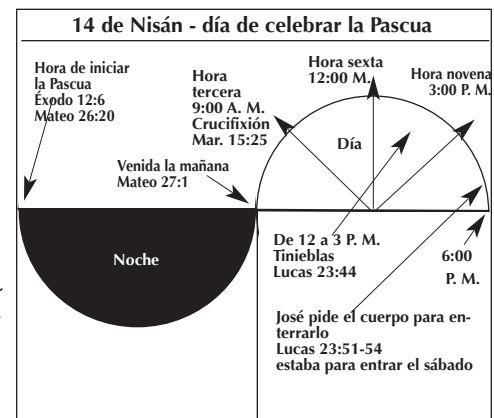 14 de Nisán - día de celebrar la Pascua
Hora de iniciar
la Pascua
Éxodo 12:6
Mateo 26:20
Hora
tercera
9:00 A. M.
Crucifixión
Mar. 15:25
Hora sexta
12:00 M.
Hora novena
3:00 P. M.
Venida la mañana
Mateo 27:1
Día
Noche
De 12 a 3 P. M.
Tinieblas
Lucas 23:44
6:00
P. M.
José pide el cuerpo para en-
terrarlo
Lucas 23:51-54
estaba para entrar el sábado